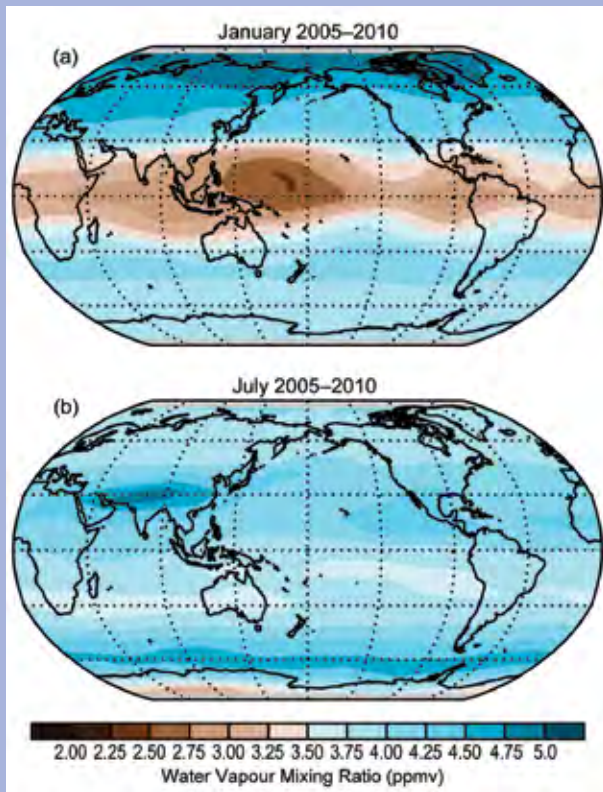 January 2005–2010
(a)
July 2005–2010
(b)
2.00 2.25 2.50 2.75 3.00 3.25 3.50 3.75 4.00 4.25 4.50 4.75 5.0
Water Vapour Mixing Ratio (ppmv)